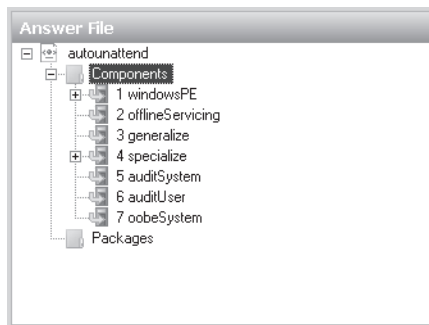 Answer File
autounattend
Components
1 windowsPE
2 offlineServicing
3 generalize
4 specialize
5 auditSystem
6 auditUser
7 oobeSystem
Packages